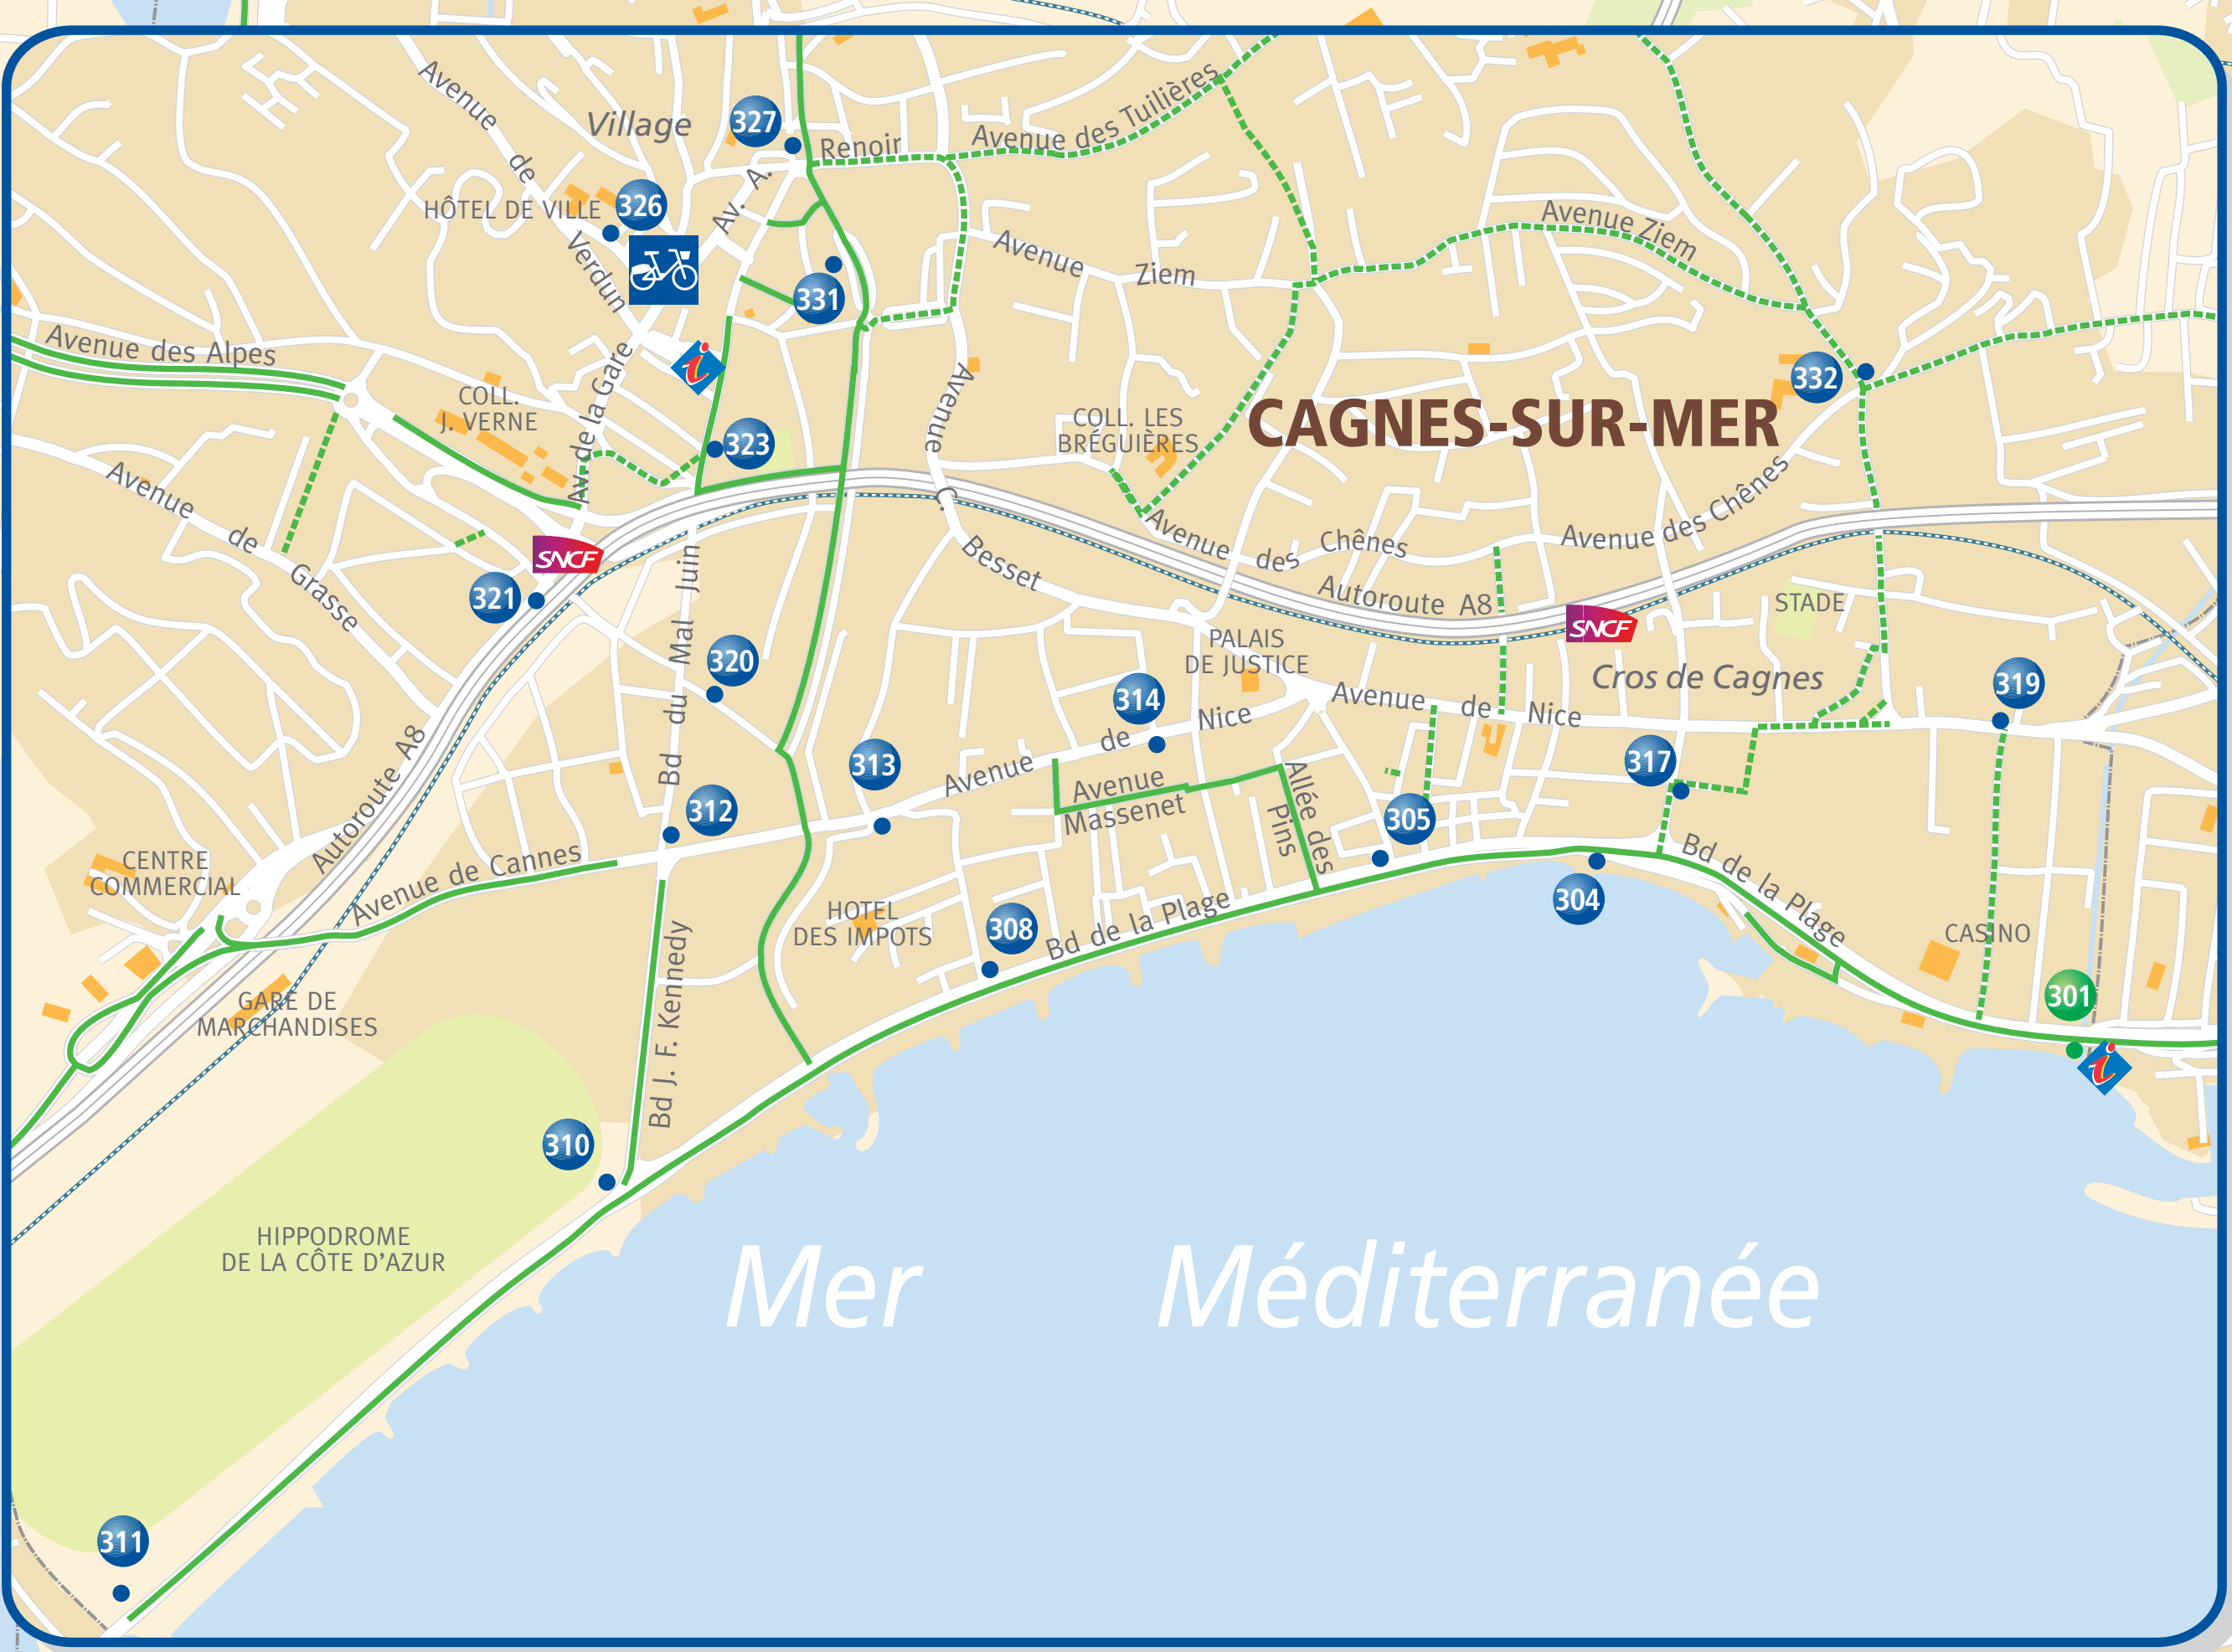 Avenue de Verdun
Village
327
Av. A. Renoir
Avenue des Tuilières
HÔTEL DE VILLE
326
331
Avenue Ziem
Avenue Ziem
Avenue des Alpes
COLL.
J. VERNE
Av. de la Gare
i
323
Avenue C. Besset
COLL. LES
BRÉGUIÈRES
CAGNES-SUR-MER
332
Avenue de Grasse
SNCF
321
Avenue des Chênes
Avenue des Chênes
Autoroute A8
SNCF
STADE
Bd du Mal Juin
320
PALAIS
DE JUSTICE
314
Avenue de Nice
Avenue de Nice
Cros de Cagnes
319
317
313
312
Avenue
Massenet
Allée des
Pins
305
Autoroute A8
CENTRE
COMMERCIAL
Avenue de Cannes
HOTEL
DES IMPOTS
308
Bd de la Plage
304
Bd de la Plage
CASINO
301
i
GARE DE
MARCHANDISES
Bd J. F. Kennedy
310
HIPPODROME
DE LA CÔTE D'AZUR
Mer Méditerranée
311